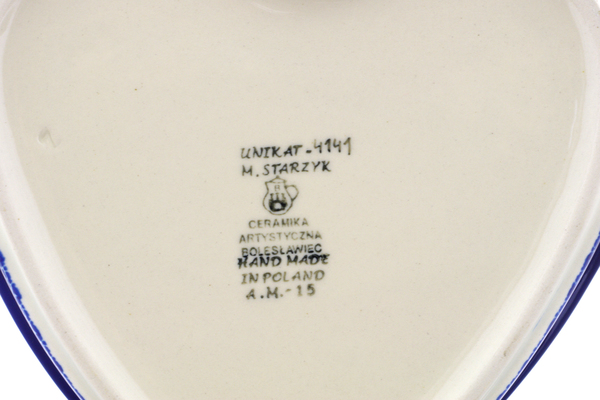 UNIKAT-4141
M. STARZYK
CERAMIKA
ARTYSTYCZNA
BOLESŁAWIEC
HAND MADE
IN POLAND
A.M.-15